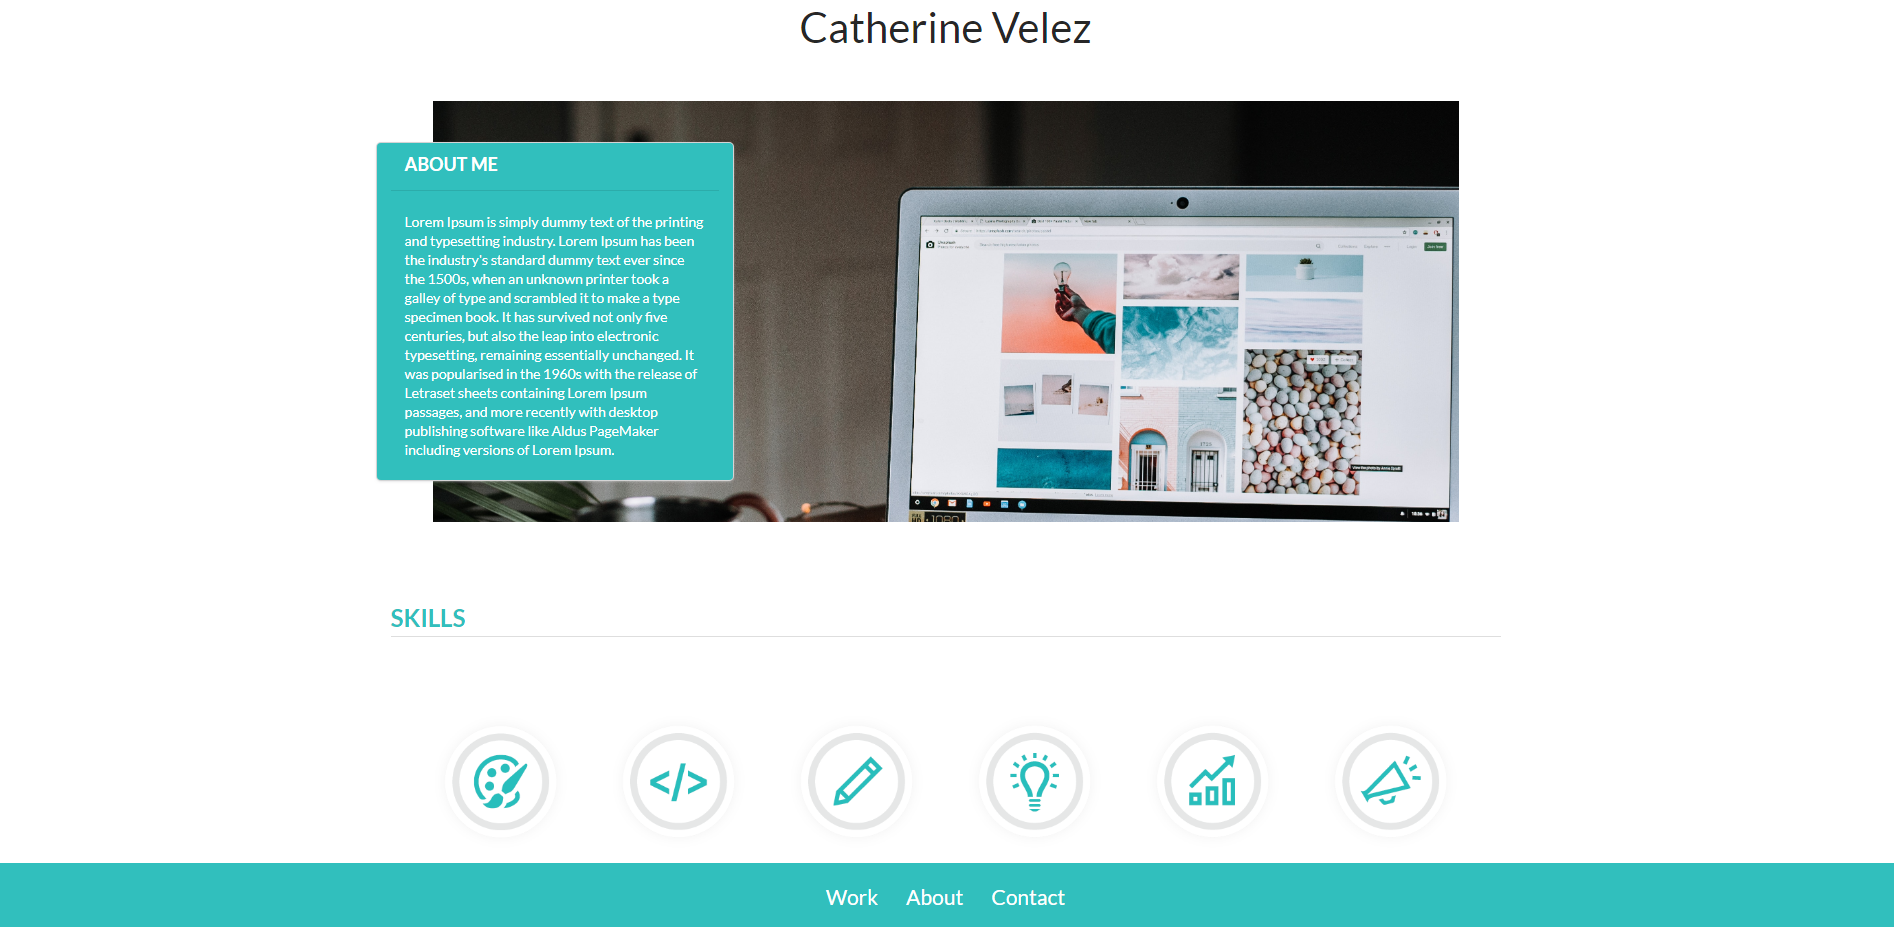 Catherine Velez
ABOUT ME
Lorem Ipsum is simply dummy text of the printing
and typesetting industry. Lorem Ipsum has been
the industry's standard dummy text ever since
the 1500s, when an unknown printer took a
galley of type and scrambled it to make a type
specimen book. It has survived not only five
centuries, but also the leap into electronic
typesetting, remaining essentially unchanged. It
was popularised in the 1960s with the release of
Letraset sheets containing Lorem Ipsum
passages, and more recently with desktop
publishing software like Aldus PageMaker
including versions of Lorem Ipsum.
SKILLS
</>
Work About Contact